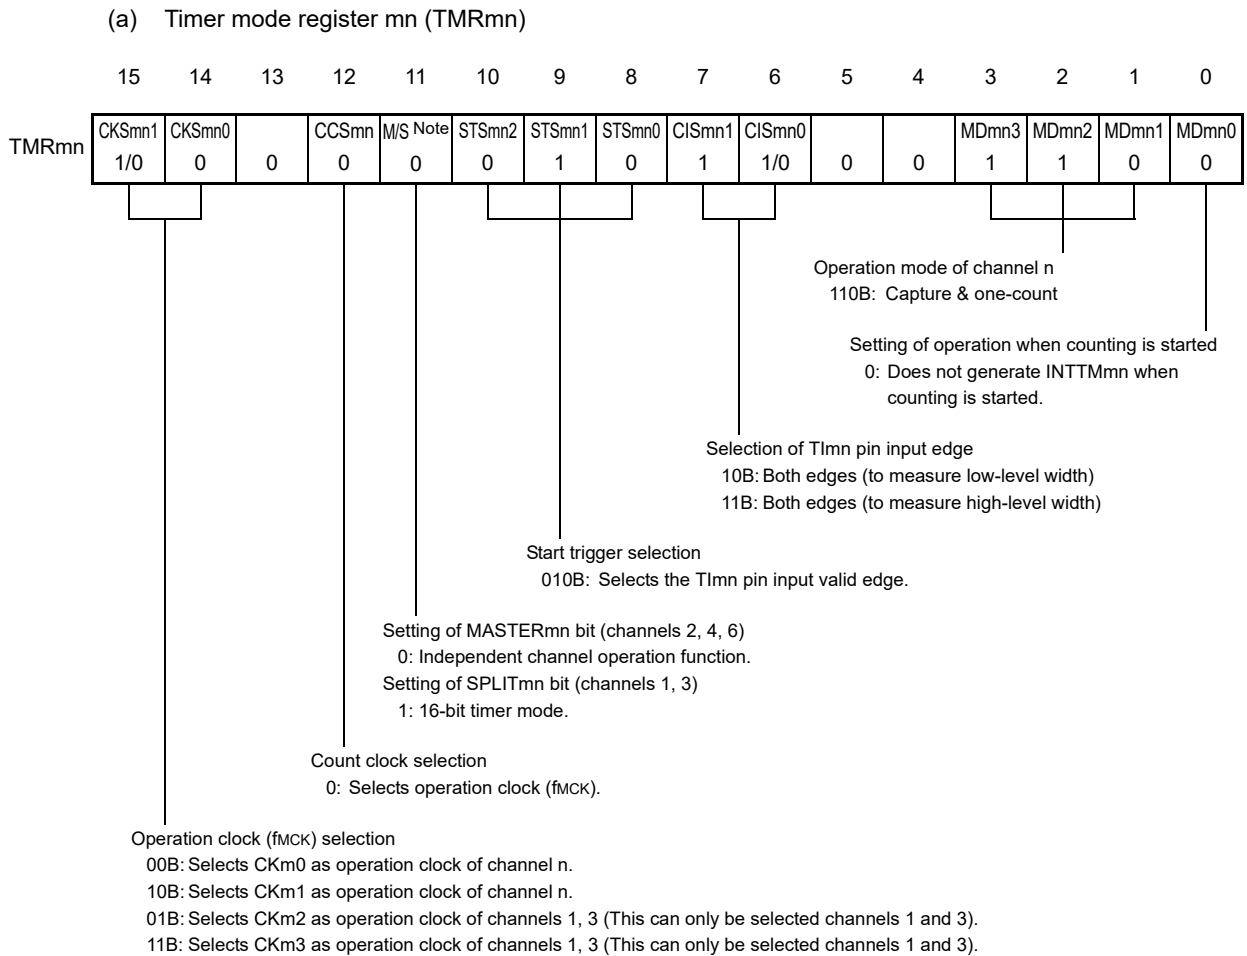 (a) Timer mode register mn (TMRmn)
15 14 13 12 11 10 9 8 7 6 5 4 3 2 1 0
TMRmn CKSmn1 CKSmn0 CCSmn M/S Note STSmn2 STSmn1 STSmn0 CISmn1 CISmn0 MDmn3 MDmn2 MDmn1 MDmn0
1/0 0 0 0 0 0 1 0 1 1/0 0 0 1 1 0 0
Operation mode of channel n
110B: Capture & one-count
Setting of operation when counting is started
0: Does not generate INTTMmn when
counting is started.
Selection of TImn pin input edge
10B: Both edges (to measure low-level width)
11B: Both edges (to measure high-level width)
Start trigger selection
010B: Selects the TImn pin input valid edge.
Setting of MASTERmn bit (channels 2, 4, 6)
0: Independent channel operation function.
Setting of SPLITmn bit (channels 1, 3)
1: 16-bit timer mode.
Count clock selection
0: Selects operation clock (fMCK).
Operation clock (fMCK) selection
00B: Selects CKm0 as operation clock of channel n.
10B: Selects CKm1 as operation clock of channel n.
01B: Selects CKm2 as operation clock of channels 1, 3 (This can only be selected channels 1 and 3).
11B: Selects CKm3 as operation clock of channels 1, 3 (This can only be selected channels 1 and 3).